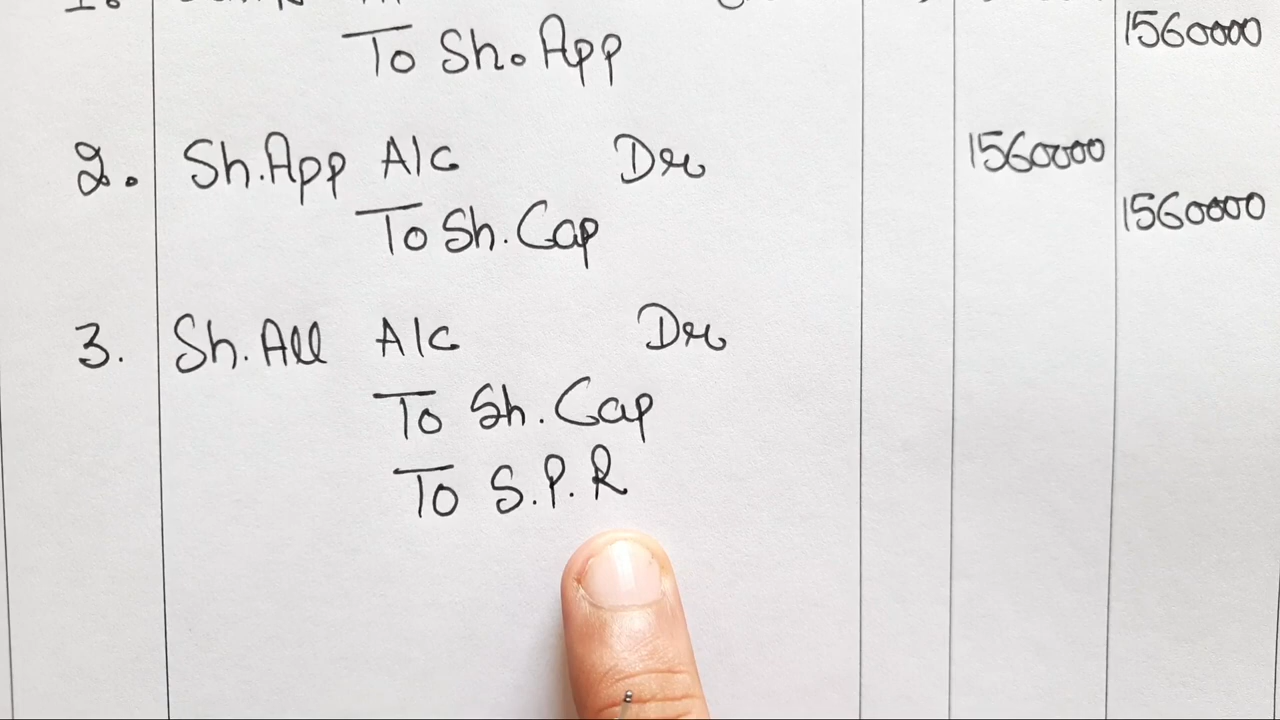 To Sh. App 1560000
2. Sh. App A/c Dr 1560000
To Sh. Cap 1560000
3. Sh. All A/c Dr
To Sh. Cap
To S.P.R